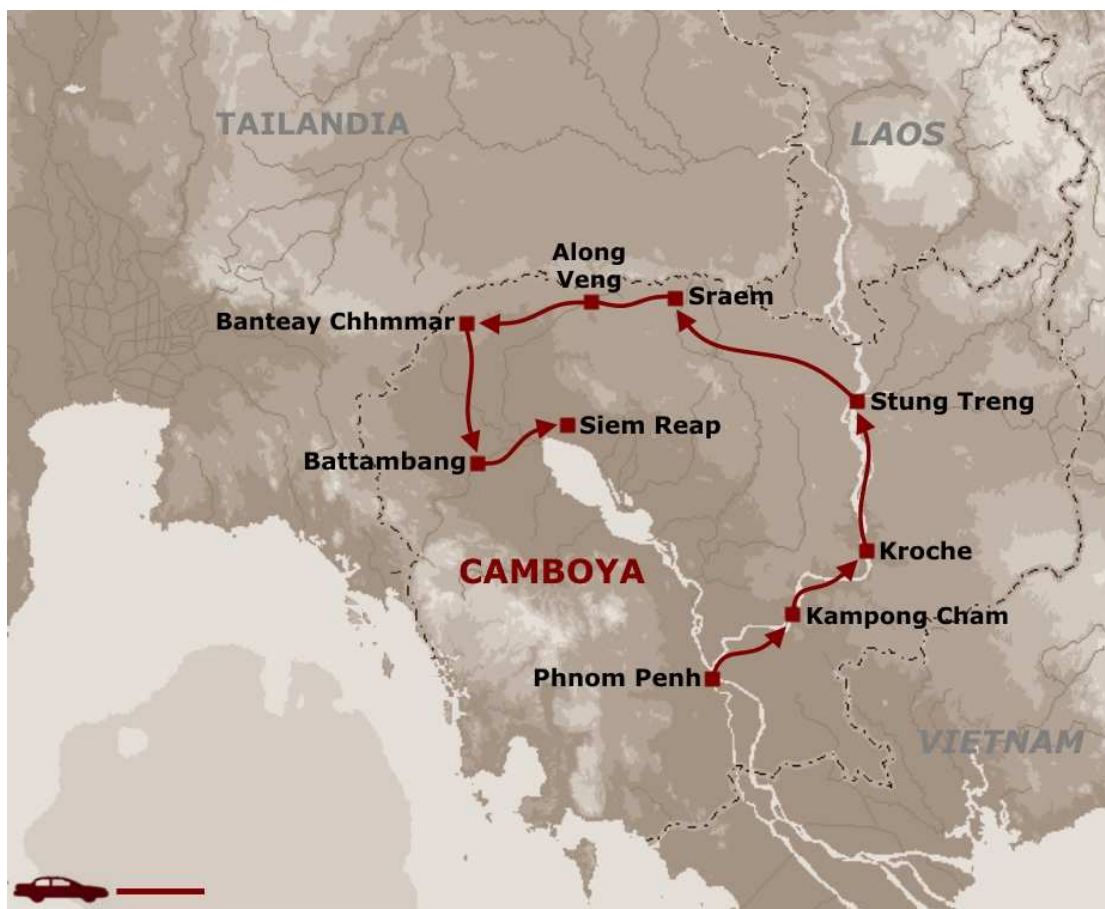 TAILANDIA
LAOS
Along
Veng
Sraem
Banteay Chhmmar
Stung Treng
Siem Reap
Battambang
Kroche
CAMBOYA
Kampong Cham
Phnom Penh
VIETNAM